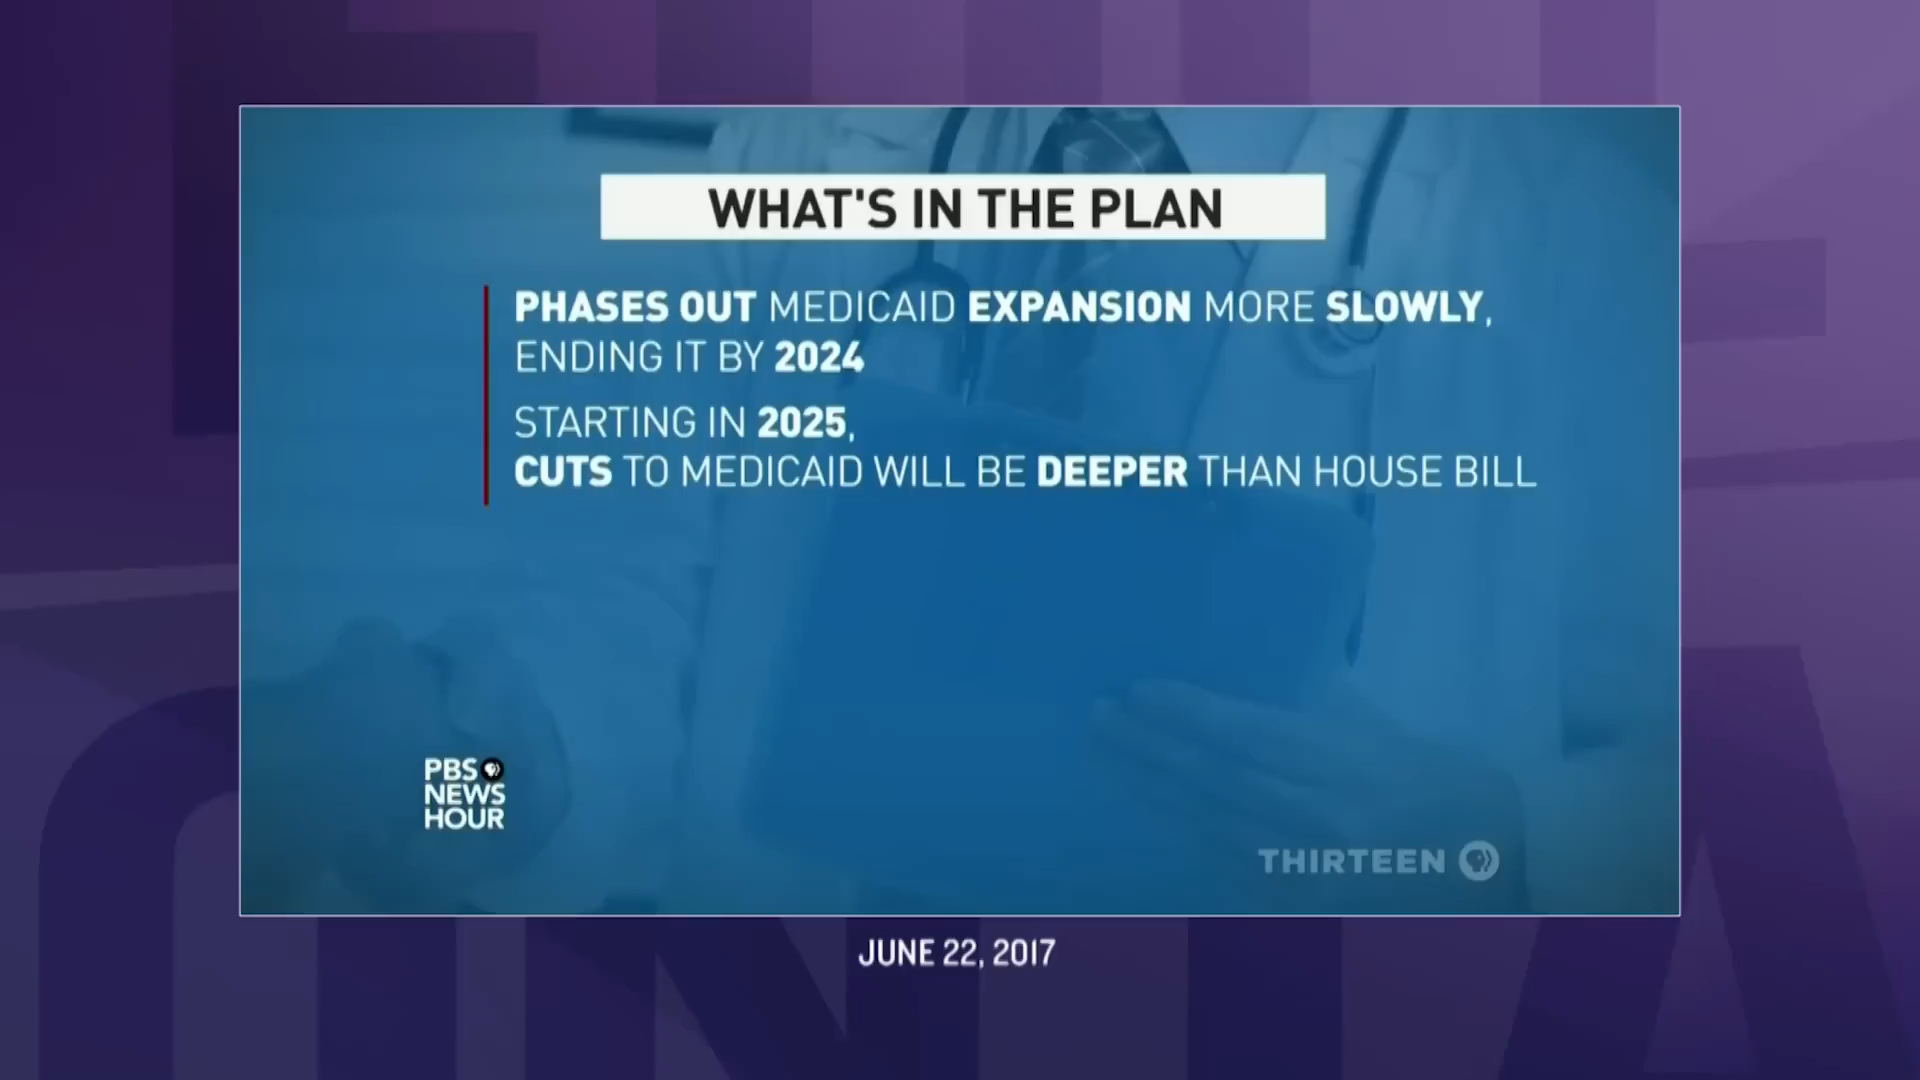 WHAT'S IN THE PLAN
PHASES OUT MEDICAID EXPANSION MORE SLOWLY,
ENDING IT BY 2024
STARTING IN 2025,
CUTS TO MEDICAID WILL BE DEEPER THAN HOUSE BILL
PBS
NEWS
HOUR
THIRTEEN
JUNE 22, 2017